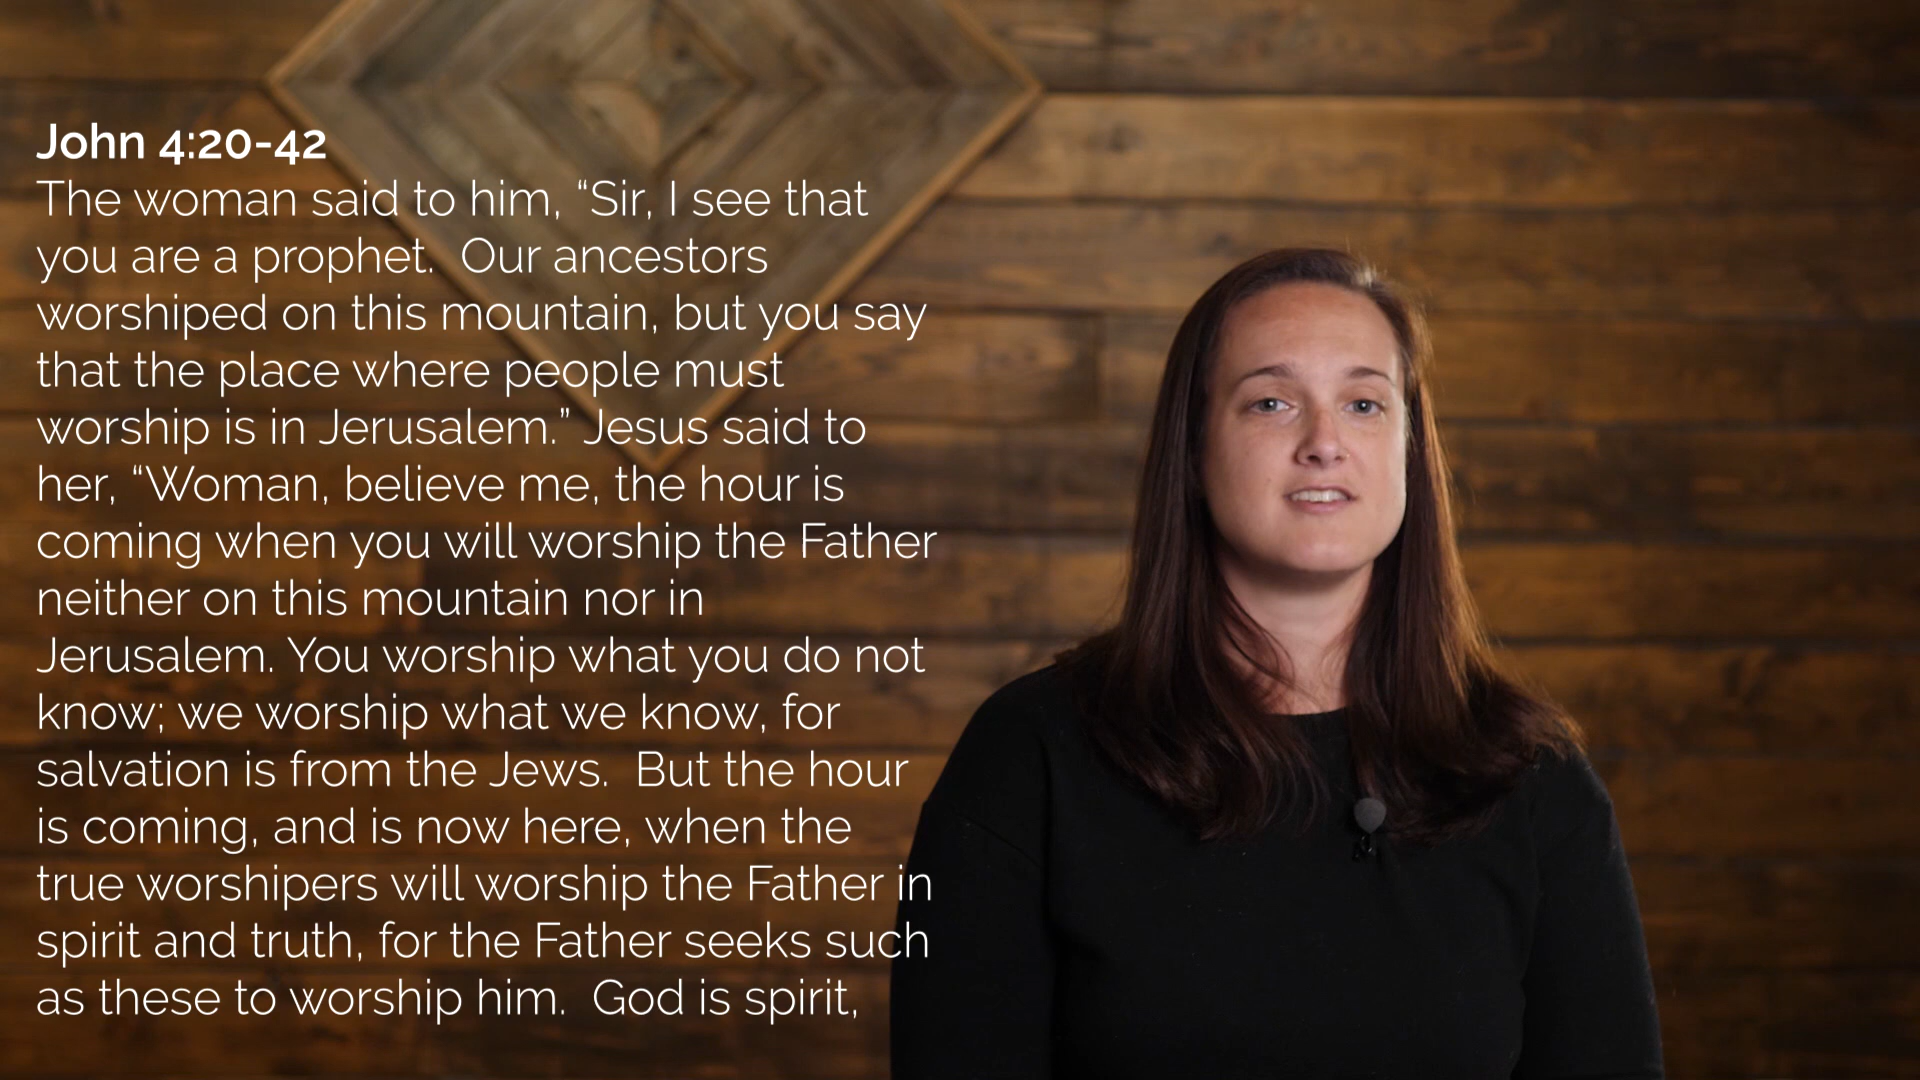 John 4:20-42
The woman said to him, “Sir, I see that
you are a prophet.  Our ancestors
worshiped on this mountain, but you say
that the place where people must
worship is in Jerusalem.” Jesus said to
her, “Woman, believe me, the hour is
coming when you will worship the Father
neither on this mountain nor in
Jerusalem. You worship what you do not
know; we worship what we know, for
salvation is from the Jews.  But the hour
is coming, and is now here, when the
true worshipers will worship the Father in
spirit and truth, for the Father seeks such
as these to worship him.  God is spirit,